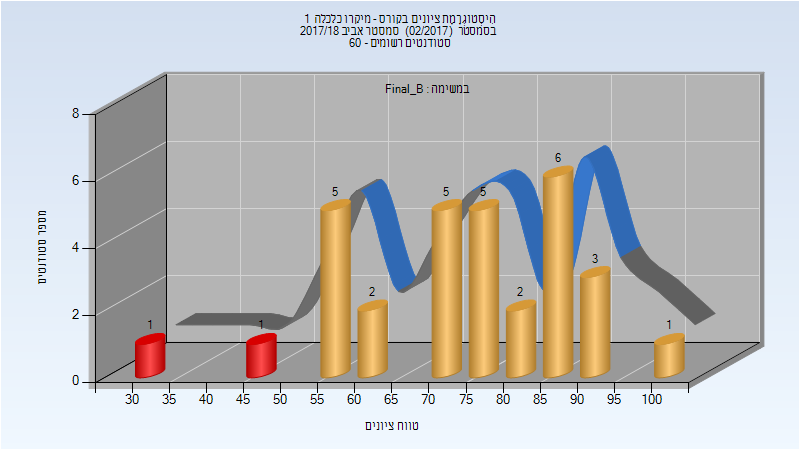 היסטוגרמת ציונים בקורס - מיקרו כלכלה 1
בסמסטר (02/2017) סמסטר אביב 2017/18
סטודנטים רשומים - 60
במשימה : Final_B
מספר סטודנטים
8
6
4
2
0
1
1
5
2
5
5
2
6
3
1
30 35 40 45 50 55 60 65 70 75 80 85 90 95 100
טווח ציונים